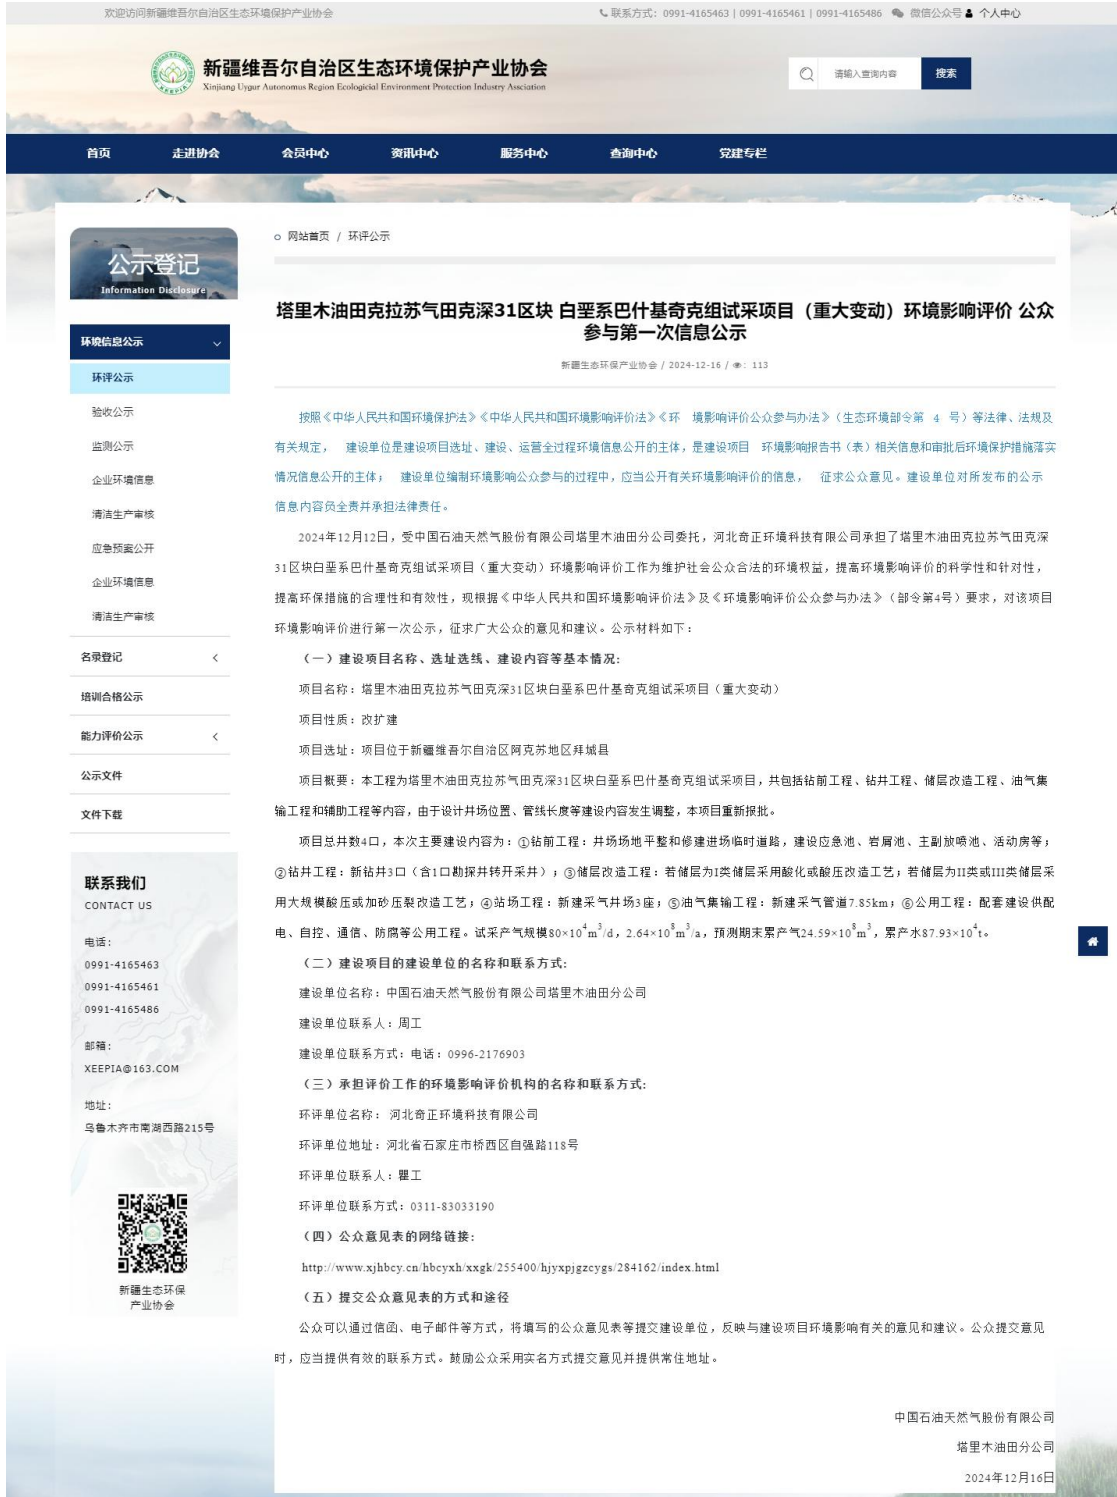 欢迎访问新疆维吾尔自治区生态环境保护产业协会
联系方式：0991-4165463 | 0991-4165461 | 0991-4165486 微信公众号 个人中心
新疆维吾尔自治区生态环境保护产业协会
Xinjiang Uygur Autonomus Region Ecologicial Environment Protection Industry Assciation
XEEPIA
请输入查询内容
搜索
首页 走进协会 会员中心 资讯中心 服务中心 查询中心 党建专栏
公示登记
Information Disclosure
环境信息公示
环评公示
验收公示
监测公示
企业环境信息
清洁生产审核
应急预案公开
企业环境信息
清洁生产审核
名录登记
培训合格公示
能力评价公示
公示文件
文件下载
联系我们
CONTACT US
电话：
0991-4165463
0991-4165461
0991-4165486
邮箱：
XEEPIA@163.COM
地址：
乌鲁木齐市南湖西路215号
新疆生态环保
产业协会
网站首页 / 环评公示
塔里木油田克拉苏气田克深31区块 白垩系巴什基奇克组试采项目（重大变动）环境影响评价 公众
参与第一次信息公示
新疆生态环保产业协会 / 2024-12-16 / ：113
按照《中华人民共和国环境保护法》《中华人民共和国环境影响评价法》《环 境影响评价公众参与办法》（生态环境部令第 4 号）等法律、法规及
有关规定， 建设单位是建设项目选址、建设、运营全过程环境信息公开的主体，是建设项目 环境影响报告书（表）相关信息和审批后环境保护措施落实
情况信息公开的主体； 建设单位编制环境影响公众参与的过程中，应当公开有关环境影响评价的信息， 征求公众意见。建设单位对所发布的公示
信息内容负全责并承担法律责任。
2024年12月12日，受中国石油天然气股份有限公司塔里木油田分公司委托，河北奇正环境科技有限公司承担了塔里木油田克拉苏气田克深
31区块白垩系巴什基奇克组试采项目（重大变动）环境影响评价工作为维护社会公众合法的环境权益，提高环境影响评价的科学性和针对性，
提高环保措施的合理性和有效性，现根据《中华人民共和国环境影响评价法》及《环境影响评价公众参与办法》（部令第4号）要求，对该项目
环境影响评价进行第一次公示，征求广大公众的意见和建议。公示材料如下：
（一）建设项目名称、选址选线、建设内容等基本情况：
项目名称：塔里木油田克拉苏气田克深31区块白垩系巴什基奇克组试采项目（重大变动）
项目性质：改扩建
项目选址：项目位于新疆维吾尔自治区阿克苏地区拜城县
项目概要：本工程为塔里木油田克拉苏气田克深31区块白垩系巴什基奇克组试采项目，共包括钻前工程、钻井工程、储层改造工程、油气集
输工程和辅助工程等内容，由于设计井场位置、管线长度等建设内容发生调整，本项目重新报批。
项目总井数4口，本次主要建设内容为：①钻前工程：井场场地平整和修建进场临时道路，建设应急池、岩屑池、主副放喷池、活动房等；
②钻井工程：新钻井3口（含1口勘探井转开采井）；③储层改造工程：若储层为I类储层采用酸化或酸压改造工艺；若储层为II类或III类储层采
用大规模酸压或加砂压裂改造工艺；④站场工程：新建采气井场3座；⑤油气集输工程：新建采气管道7.85km；⑥公用工程：配套建设供配
电、自控、通信、防腐等公用工程。试采产气规模80×10⁴m³/d，2.64×10⁸m³/a，预测期末累产气24.59×10⁸m³，累产水87.93×10⁴t。
（二）建设项目的建设单位的名称和联系方式：
建设单位名称：中国石油天然气股份有限公司塔里木油田分公司
建设单位联系人：周工
建设单位联系方式：电话：0996-2176903
（三）承担评价工作的环境影响评价机构的名称和联系方式：
环评单位名称： 河北奇正环境科技有限公司
环评单位地址：河北省石家庄市桥西区自强路118号
环评单位联系人：瞿工
环评单位联系方式：0311-83033190
（四）公众意见表的网络链接：
http://www.xjhbcy.cn/hbcyxh/xxgk/255400/hjyxpjgzcygs/284162/index.html
（五）提交公众意见表的方式和途径
公众可以通过信函、电子邮件等方式，将填写的公众意见表等提交建设单位，反映与建设项目环境影响有关的意见和建议。公众提交意见
时，应当提供有效的联系方式。鼓励公众采用实名方式提交意见并提供常住地址。
中国石油天然气股份有限公司
塔里木油田分公司
2024年12月16日